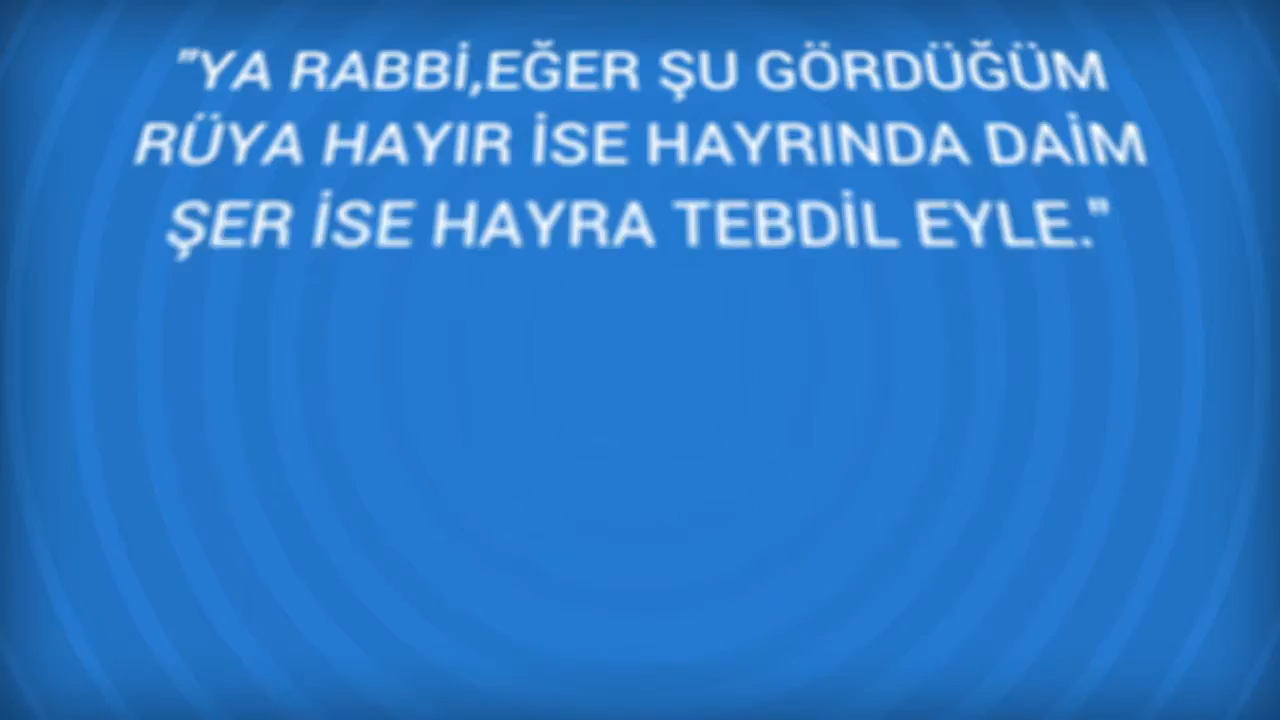 "YA RABBİ,EĞER ŞU GÖRDÜĞÜM
RÜYA HAYIR İSE HAYRINDA DAİM
ŞER İSE HAYRA TEBDİL EYLE."